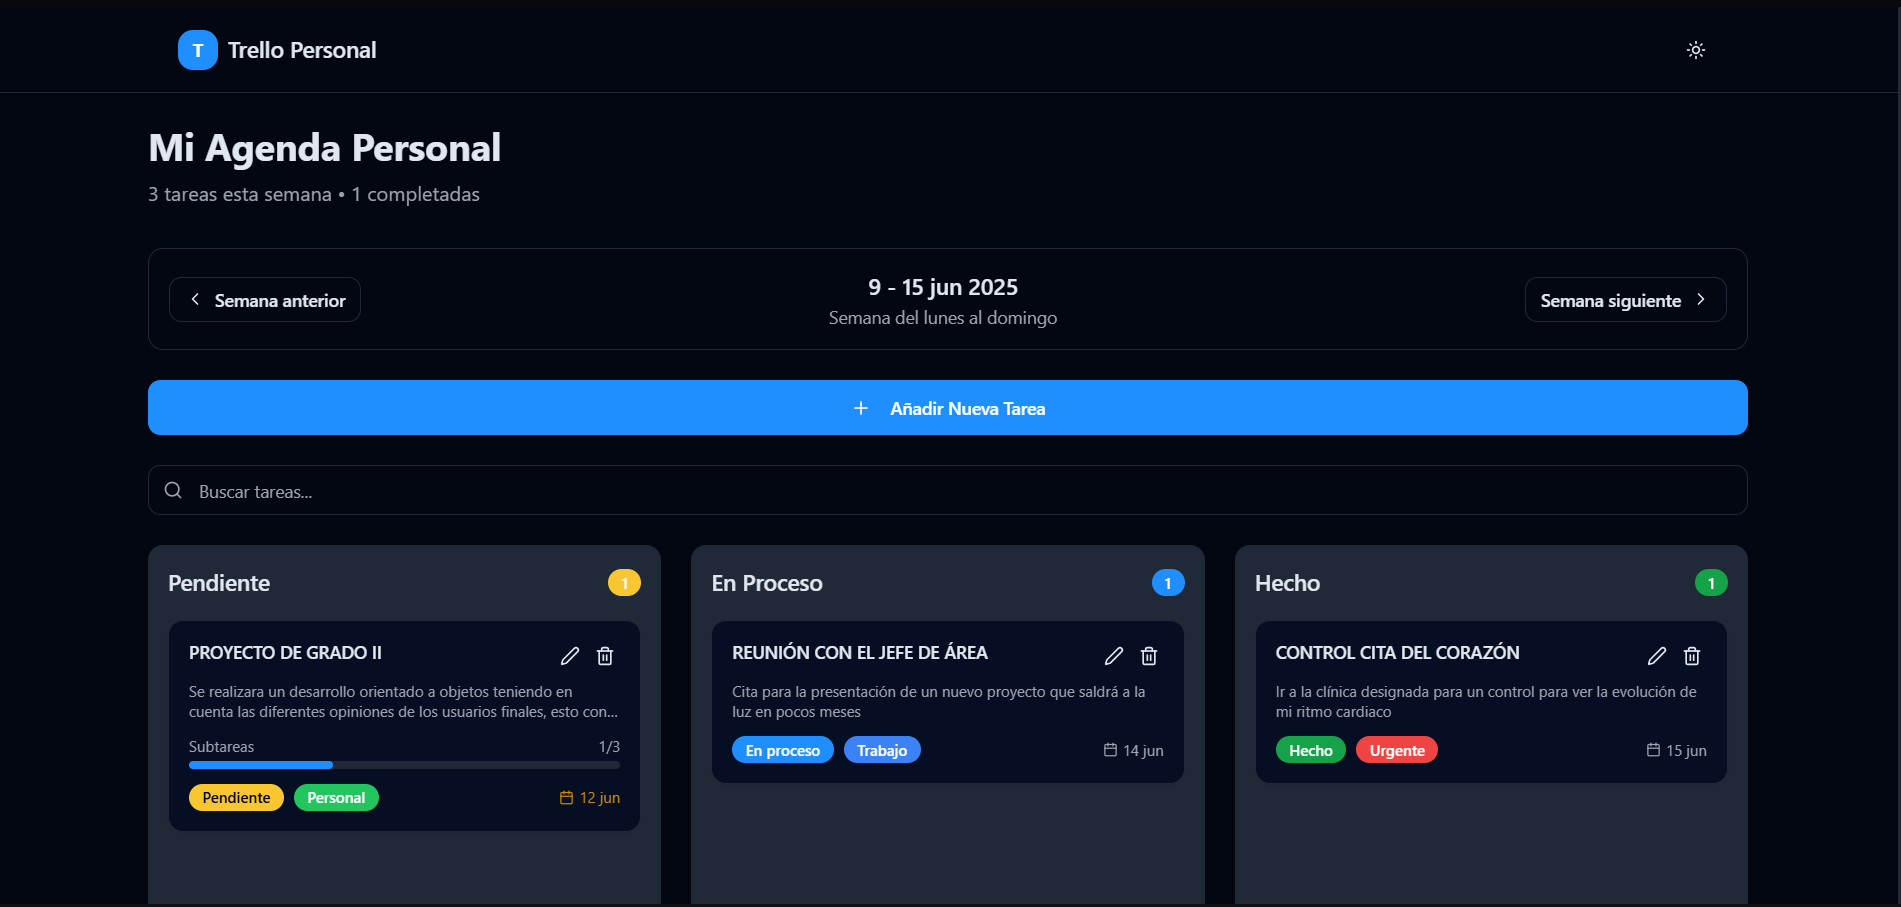 T Trello Personal
Mi Agenda Personal
3 tareas esta semana • 1 completadas
Semana anterior
9 - 15 jun 2025
Semana del lunes al domingo
Semana siguiente
+ Añadir Nueva Tarea
Buscar tareas...
Pendiente 1
PROYECTO DE GRADO II
Se realizara un desarrollo orientado a objetos teniendo en
cuenta las diferentes opiniones de los usuarios finales, esto con...
Subtareas 1/3
Pendiente Personal 12 jun
En Proceso 1
REUNIÓN CON EL JEFE DE ÁREA
Cita para la presentación de un nuevo proyecto que saldrá a la
luz en pocos meses
En proceso Trabajo 14 jun
Hecho 1
CONTROL CITA DEL CORAZÓN
Ir a la clínica designada para un control para ver la evolución de
mi ritmo cardiaco
Hecho Urgente 15 jun